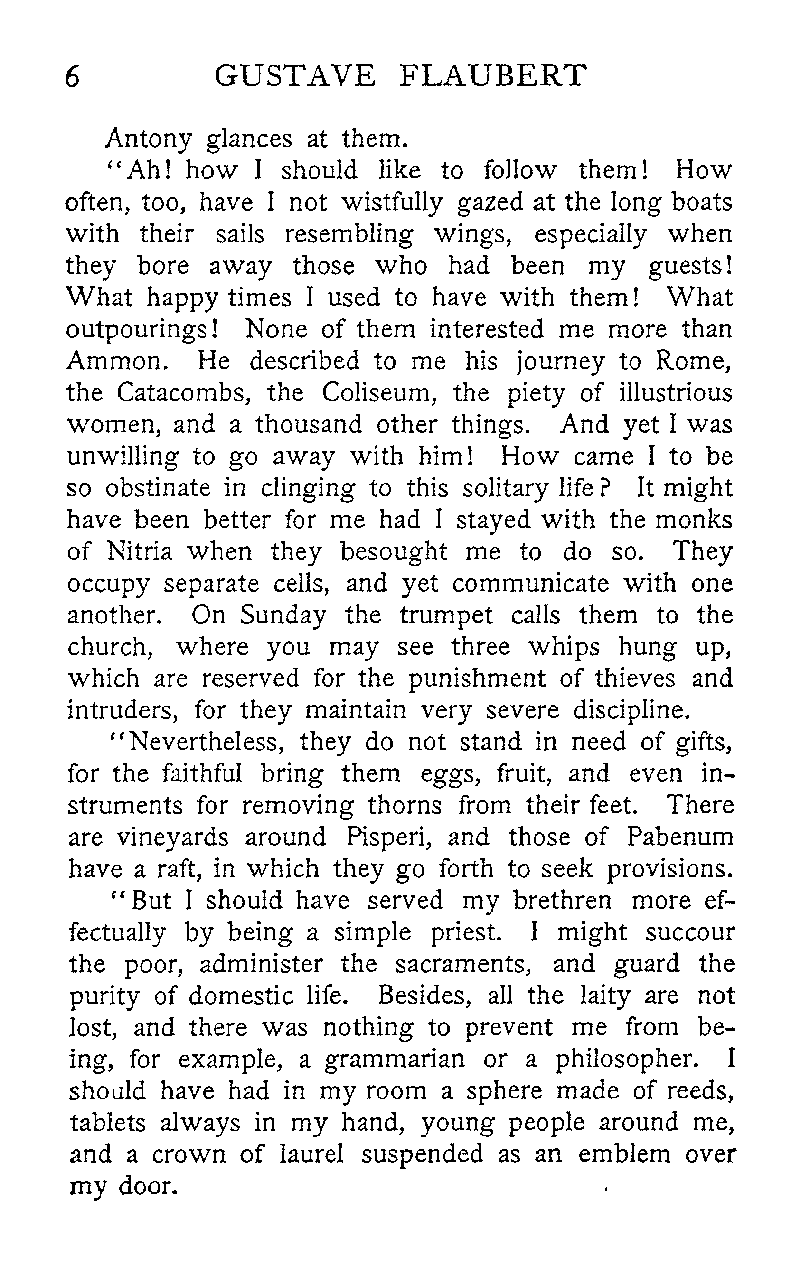 6 GUSTAVE FLAUBERT
Antony glances at them.
"Ah! how I should like to follow them! How
often, too, have I not wistfully gazed at the long boats
with their sails resembling wings, especially when
they bore away those who had been my guests!
What happy times I used to have with them! What
outpourings! None of them interested me more than
Ammon. He described to me his journey to Rome,
the Catacombs, the Coliseum, the piety of illustrious
women, and a thousand other things. And yet I was
unwilling to go away with him! How came I to be
so obstinate in clinging to this solitary life? It might
have been better for me had I stayed with the monks
of Nitria when they besought me to do so. They
occupy separate cells, and yet communicate with one
another. On Sunday the trumpet calls them to the
church, where you may see three whips hung up,
which are reserved for the punishment of thieves and
intruders, for they maintain very severe discipline.
"Nevertheless, they do not stand in need of gifts,
for the faithful bring them eggs, fruit, and even in-
struments for removing thorns from their feet. There
are vineyards around Pisperi, and those of Pabenum
have a raft, in which they go forth to seek provisions.
"But I should have served my brethren more ef-
fectually by being a simple priest. I might succour
the poor, administer the sacraments, and guard the
purity of domestic life. Besides, all the laity are not
lost, and there was nothing to prevent me from be-
ing, for example, a grammarian or a philosopher. I
should have had in my room a sphere made of reeds,
tablets always in my hand, young people around me,
and a crown of laurel suspended as an emblem over
my door.